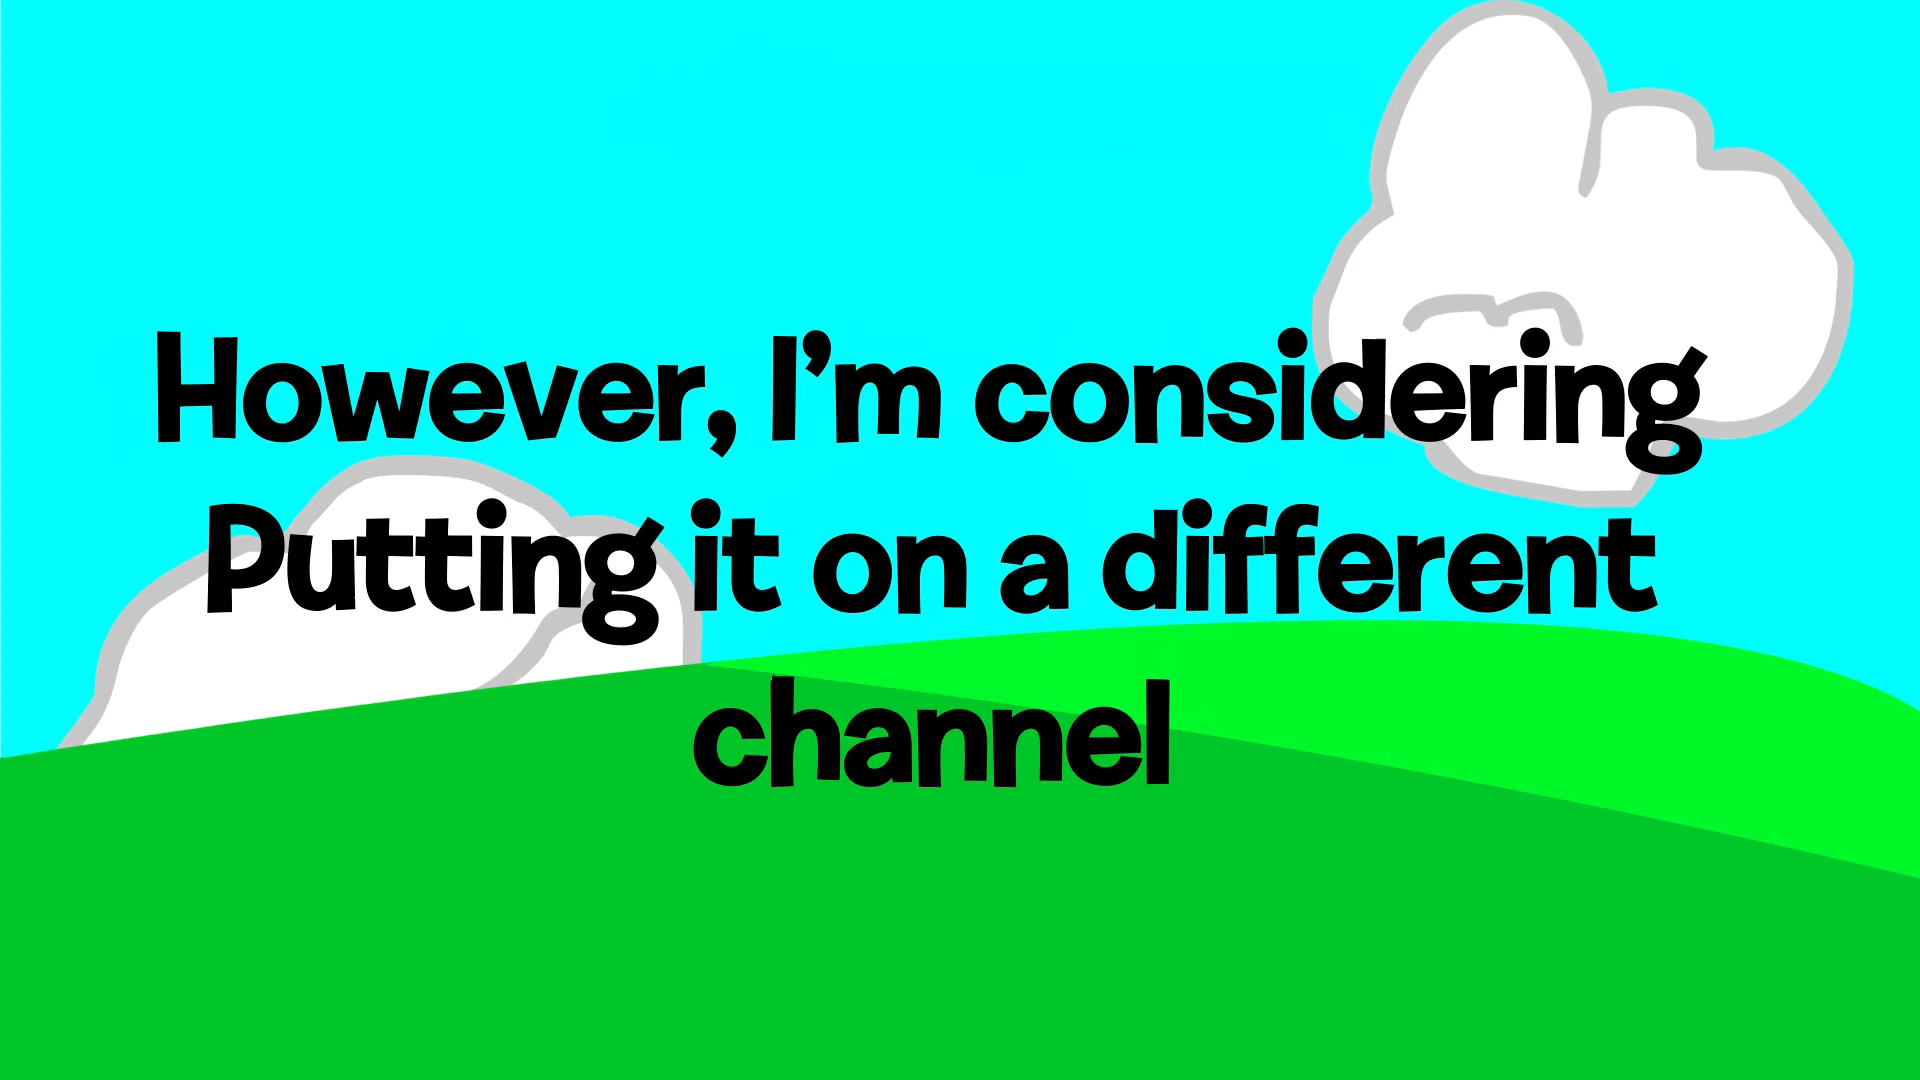 However, I’m considering
Putting it on a different
channel